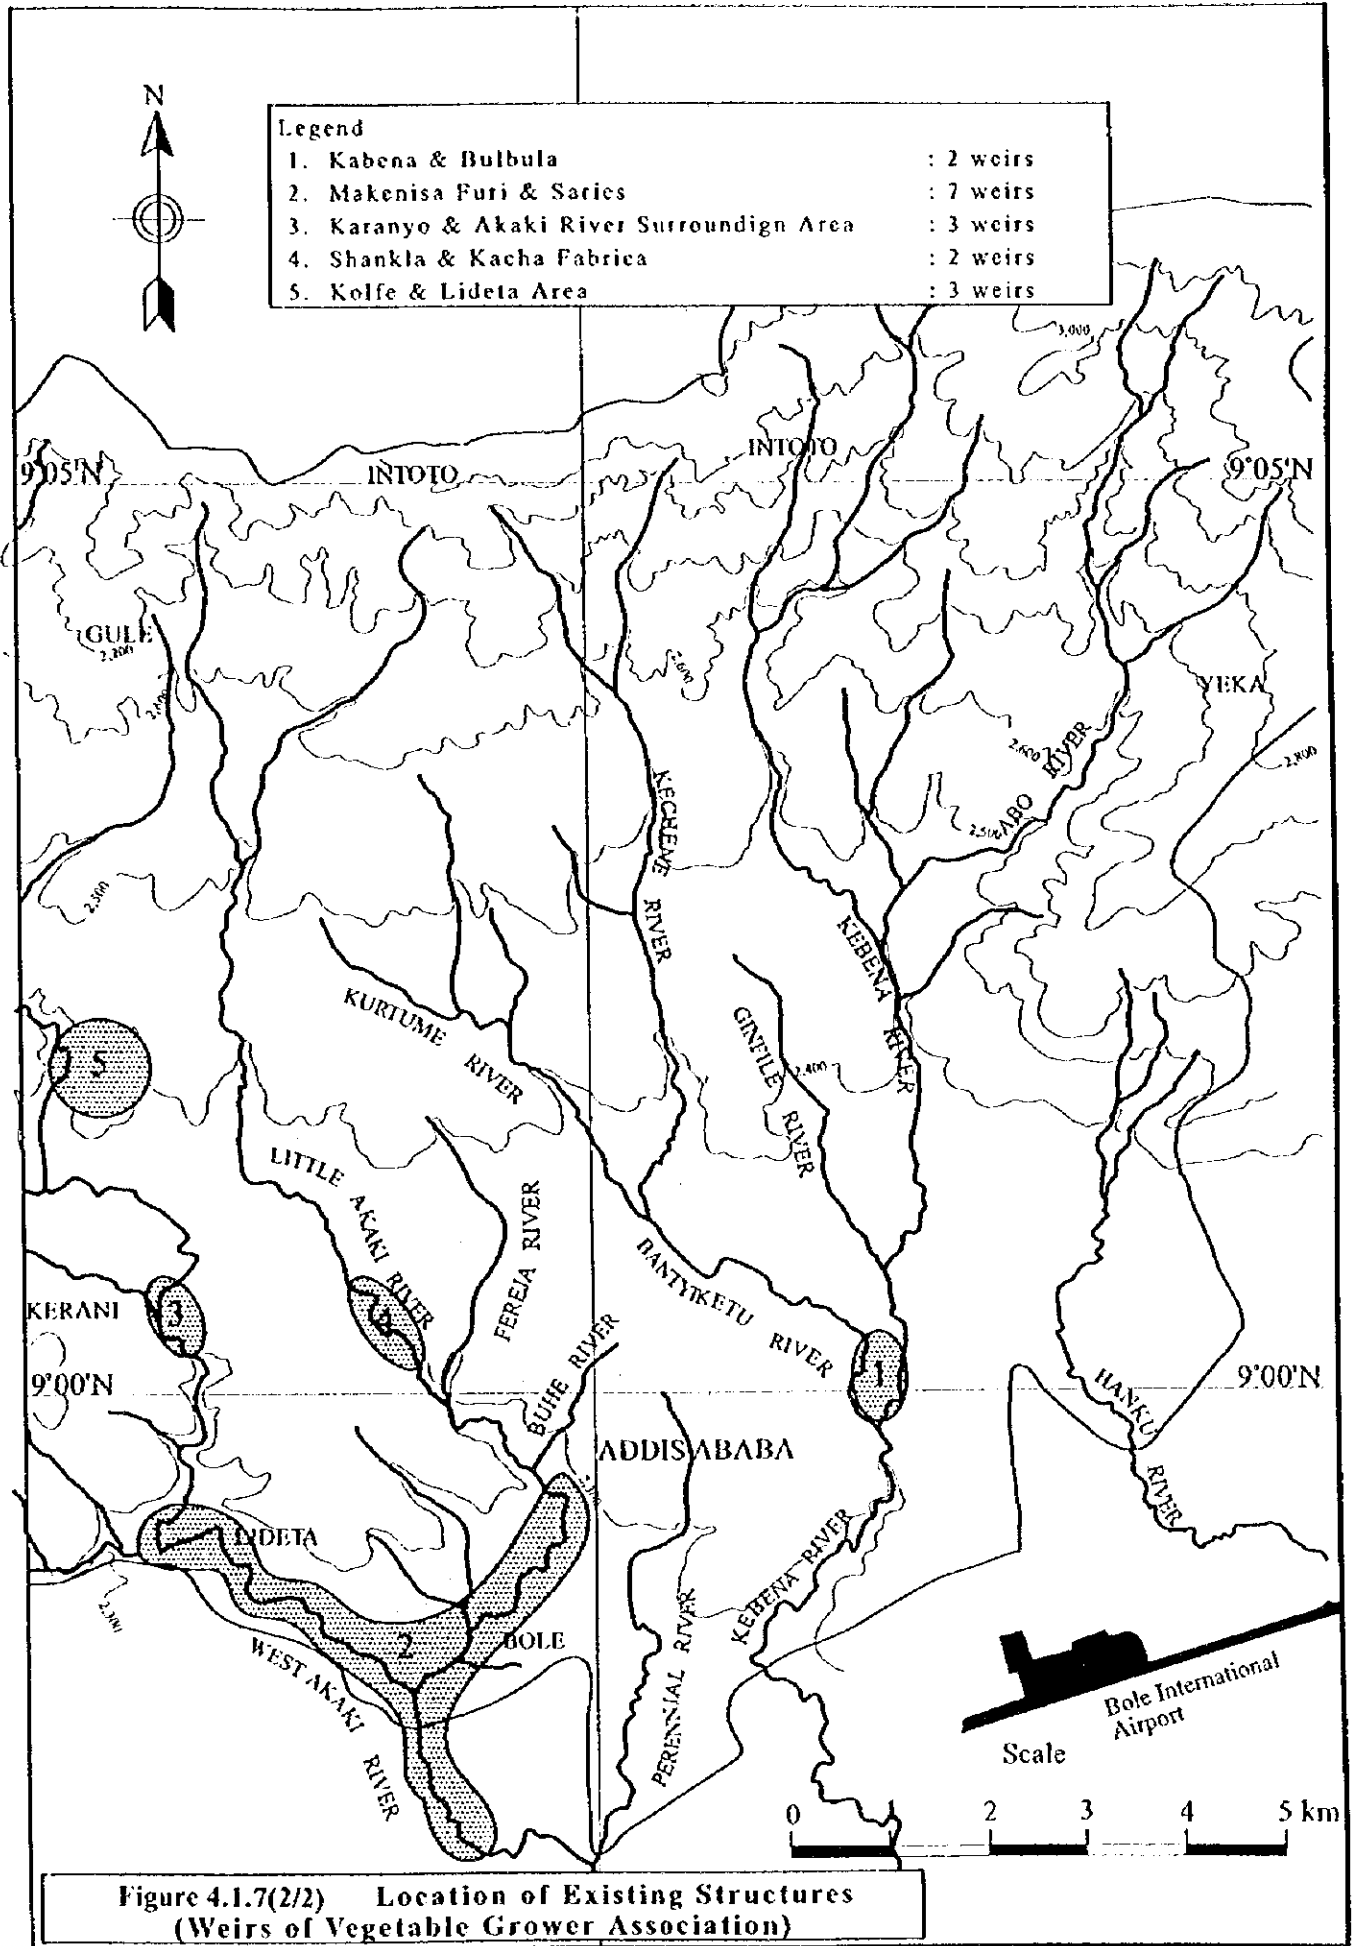 N
Legend
1. Kabena & Bulbula : 2 weirs
2. Makenisa Furi & Saries : 7 weirs
3. Karanyo & Akaki River Surroundign Area : 3 weirs
4. Shankla & Kacha Fabrica : 2 weirs
5. Kolfe & Lideta Area : 3 weirs
3,000
INTOTO
9°05'N
INTOTO
9°05'N
GULE
2,600
YEKA
2,600
2,800
ABO RIVER
2,500
KECHENE RIVER
2,500
KEBENA RIVER
KURTUME RIVER
GINFILE RIVER
2,400
5
LITTLE AKAKI RIVER
FEREJA RIVER
BANTYIKETU RIVER
KERANI
3
BUHE RIVER
1
9°00'N
9°00'N
HANKU RIVER
ADDIS ABABA
LIDETA
KEBENA RIVER
2
BOLE
WEST AKAKI RIVER
PERENNIAL RIVER
Bole International
Airport
Scale
0 1 2 3 4 5 km
Figure 4.1.7(2/2) Location of Existing Structures
(Weirs of Vegetable Grower Association)